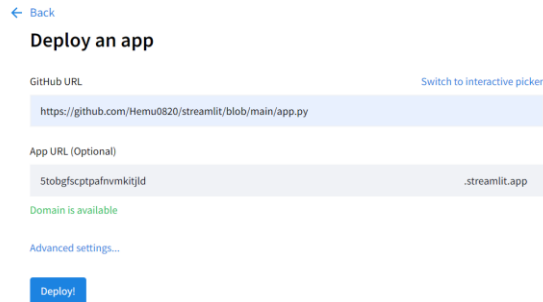 ← Back
Deploy an app
GitHub URL Switch to interactive picker
https://github.com/Hemu0820/streamlit/blob/main/app.py
App URL (Optional)
5tobgfscptpafnvmkitjld .streamlit.app
Domain is available
Advanced settings...
Deploy!